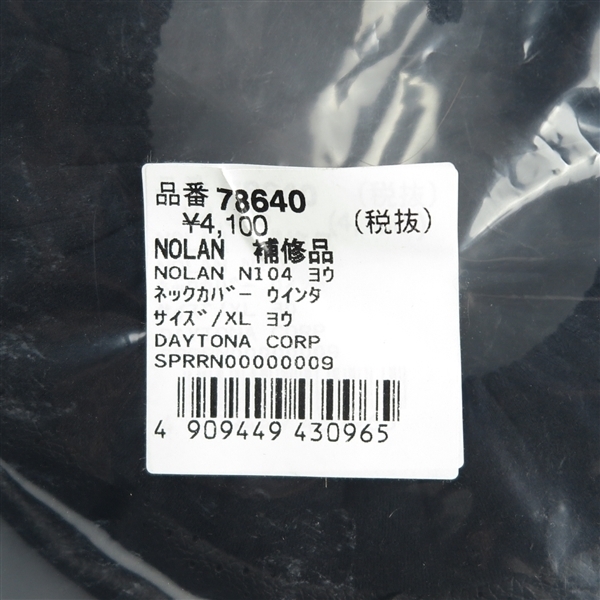 品番 78640
¥4,100 (税抜)
NOLAN 補修品
NOLAN N104 ヨウ
ネックカバー ウインタ
サイズ/XL ヨウ
DAYTONA CORP
SPRRN00000009
4 909449 430965